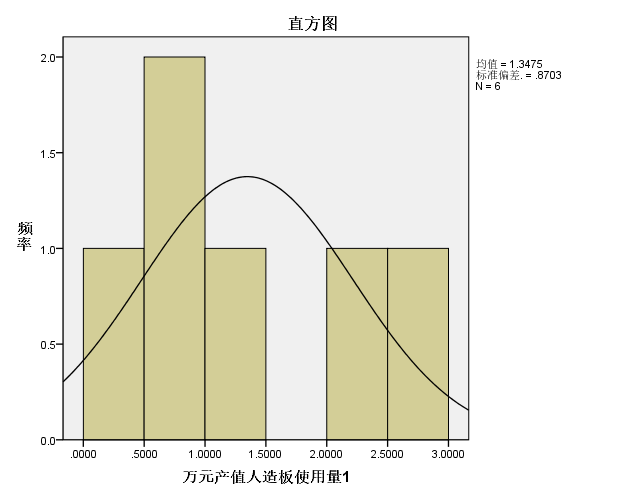 直方图
均值 = 1.3475
标准偏差. = .8703
N = 6
2.0
1.5
1.0
0.5
0.0
频率
.0000 .5000 1.0000 1.5000 2.0000 2.5000 3.0000
万元产值人造板使用量1